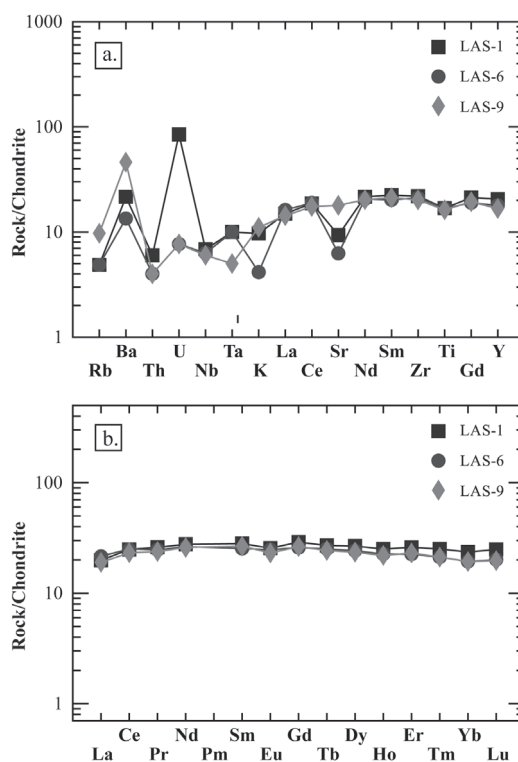 1000
a.
LAS-1
LAS-6
LAS-9
100
Rock/Chondrite
10
1
Ba U Ta La Sr Sm Ti Y
Rb Th Nb K Ce Nd Zr Gd
b.
LAS-1
LAS-6
LAS-9
100
Rock/Chondrite
10
1
Ce Nd Sm Gd Dy Er Yb
La Pr Pm Eu Tb Ho Tm Lu